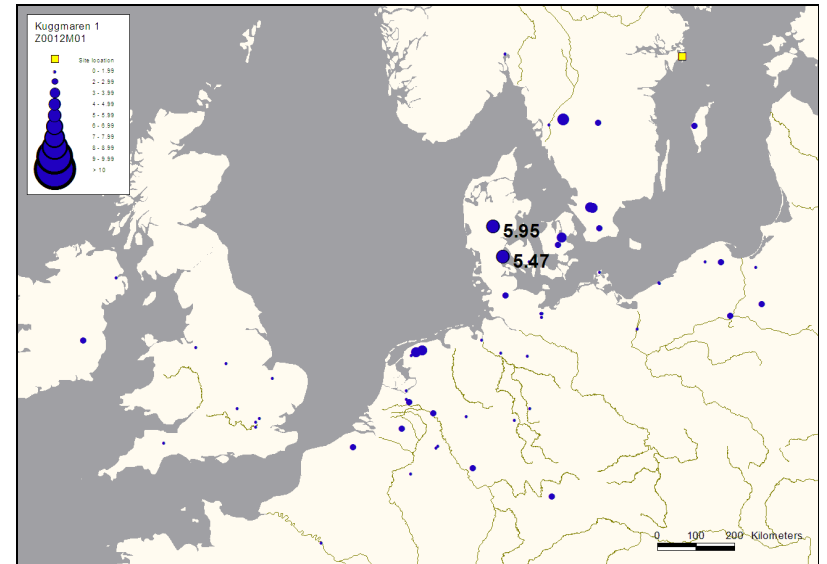 Kuggmaren 1
Z0012M01
Site location
0 - 1.99
2 - 2.99
3 - 3.99
4 - 4.99
5 - 5.99
6 - 6.99
7 - 7.99
8 - 8.99
9 - 9.99
> 10
5.95
5.47
0 100 200 Kilometers